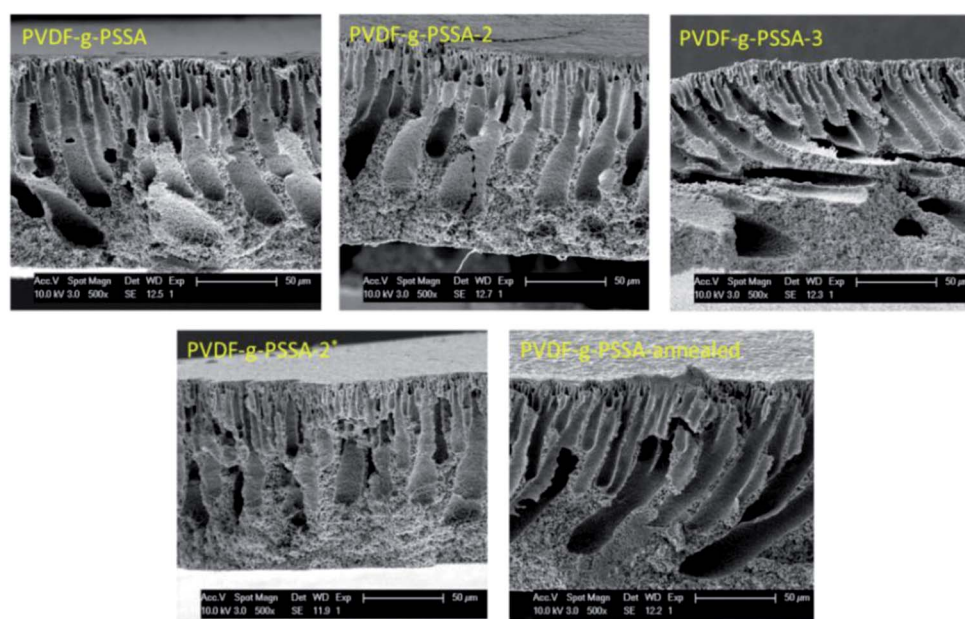 PVDF-g-PSSA
Acc.V Spot Magn Det WD Exp 50 μm
10.0 kV 3.0 500x SE 12.5 1
PVDF-g-PSSA-2
Acc.V Spot Magn Det WD Exp 50 μm
10.0 kV 3.0 500x SE 12.7 1
PVDF-g-PSSA-3
Acc.V Spot Magn Det WD Exp 50 μm
10.0 kV 3.0 500x SE 12.3 1
PVDF-g-PSSA-2*
Acc.V Spot Magn Det WD Exp 50 μm
10.0 kV 3.0 500x SE 11.9 1
PVDF-g-PSSA-annealed
Acc.V Spot Magn Det WD Exp 50 μm
10.0 kV 3.0 500x SE 12.2 1